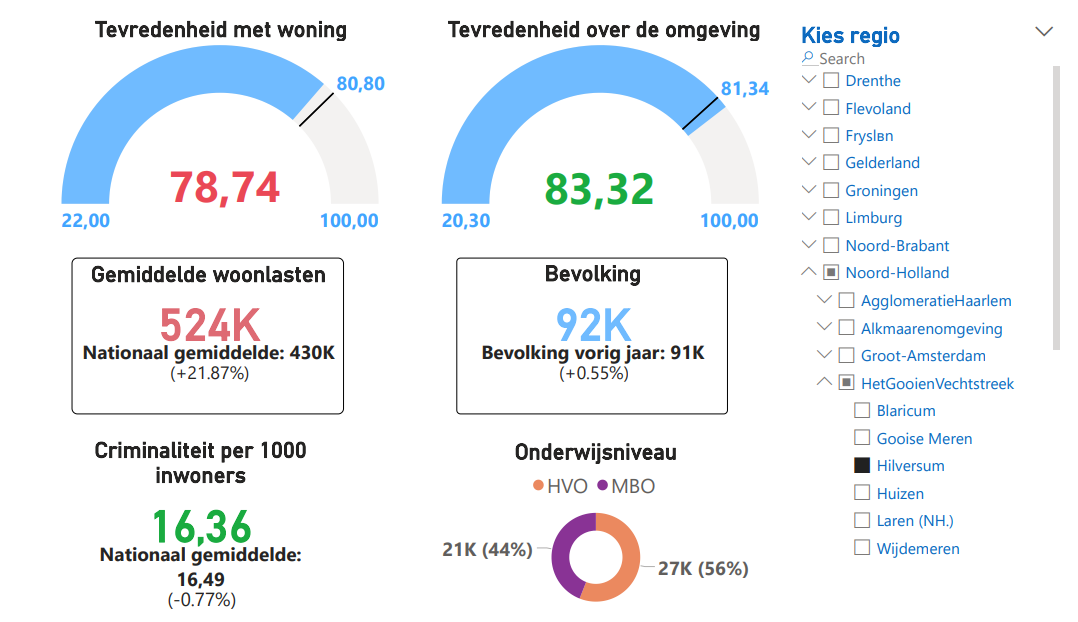 Tevredenheid met woning
80,80
78,74
22,00
100,00
Tevredenheid over de omgeving
81,34
83,32
20,30
100,00
Gemiddelde woonlasten
524K
Nationaal gemiddelde: 430K
(+21.87%)
Bevolking
92K
Bevolking vorig jaar: 91K
(+0.55%)
Criminaliteit per 1000
inwoners
16,36
Nationaal gemiddelde:
16,49
(-0.77%)
Onderwijsniveau
HVO MBO
21K (44%)
27K (56%)
Kies regio
Search
Drenthe
Flevoland
Fryslвn
Gelderland
Groningen
Limburg
Noord-Brabant
Noord-Holland
AgglomeratieHaarlem
Alkmaarenomgeving
Groot-Amsterdam
HetGooienVechtstreek
Blaricum
Gooise Meren
Hilversum
Huizen
Laren (NH.)
Wijdemeren